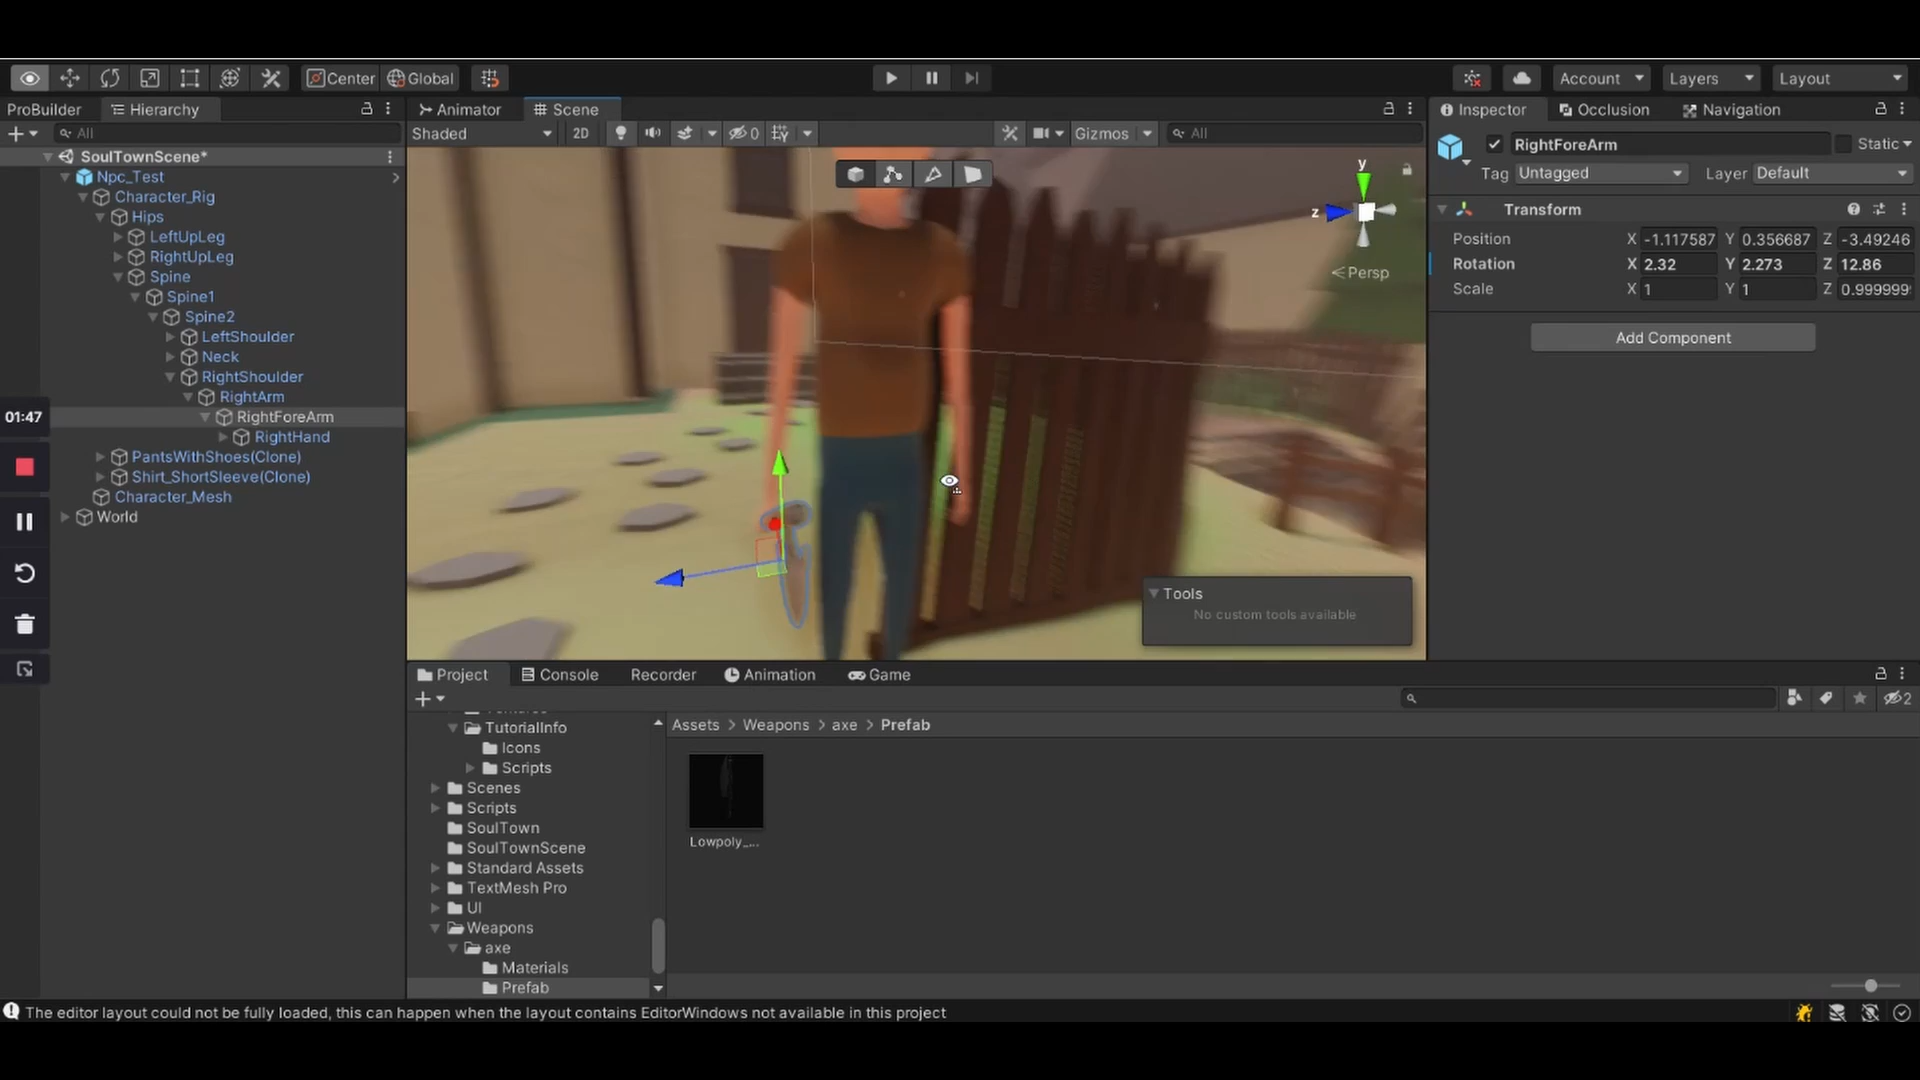 Center
Global
Account
Layers
Layout
ProBuilder
Hierarchy
Animator
Scene
Inspector
Occlusion
Navigation
All
Shaded
2D
0
Gizmos
All
SoulTownScene*
Npc_Test
Character_Rig
Hips
LeftUpLeg
RightUpLeg
Spine
Spine1
Spine2
LeftShoulder
Neck
RightShoulder
RightArm
RightForeArm
RightHand
PantsWithShoes(Clone)
Shirt_ShortSleeve(Clone)
Character_Mesh
World
01:47
y
z
Persp
Tools
No custom tools available
RightForeArm
Static
Tag Untagged
Layer Default
Transform
Position X -1.117587 Y 0.356687 Z -3.49246
Rotation X 2.32 Y 2.273 Z 12.86
Scale X 1 Y 1 Z 0.999999
Add Component
Project
Console
Recorder
Animation
Game
2
TutorialInfo
Icons
Scripts
Scenes
Scripts
SoulTown
SoulTownScene
Standard Assets
TextMesh Pro
UI
Weapons
axe
Materials
Prefab
Assets > Weapons > axe > Prefab
Lowpoly_...
The editor layout could not be fully loaded, this can happen when the layout contains EditorWindows not available in this project